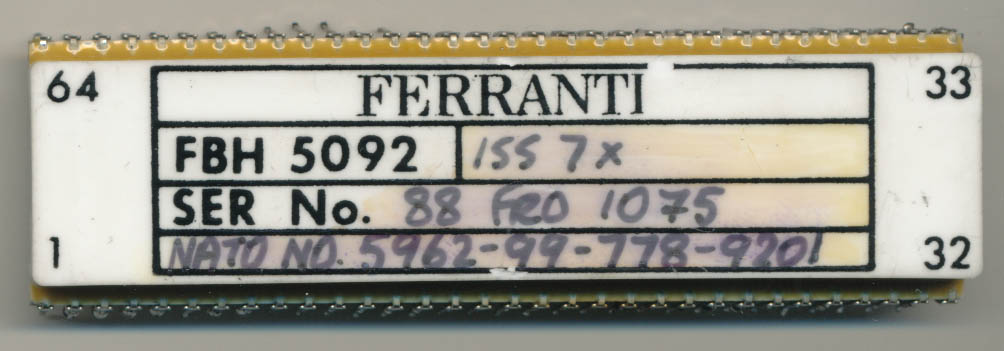 64 FERRANTI 33
FBH 5092 ISS 7X
SER No. 88 FRO 1075
1 NATO NO. 5962-99-778-9201 32